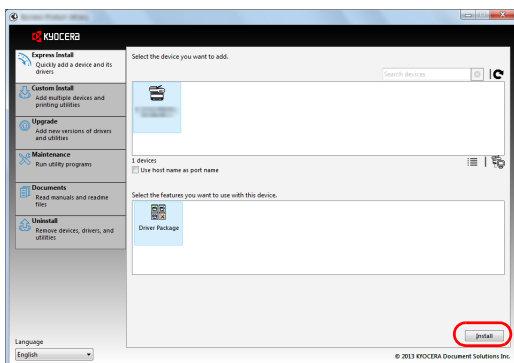 KYOCERA
Express Install
Quickly add a device and its
drivers
Custom Install
Add multiple devices and
printing utilities
Upgrade
Add new versions of drivers
and utilities
Maintenance
Run utility programs
Documents
Read manuals and readme
files
Uninstall
Remove devices, drivers, and
utilities
Language
English
Select the device you want to add.
Search devices
1 devices
Use host name as port name
Select the features you want to use with this device.
Driver Package
Install
© 2013 KYOCERA Document Solutions Inc.